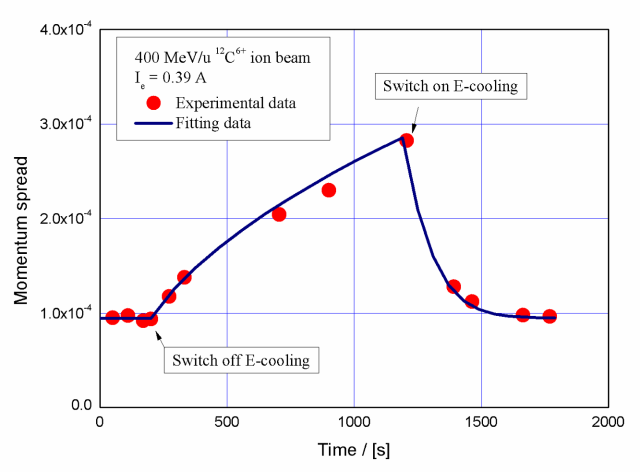 4.0x10⁻⁴
400 MeV/u ¹²C⁶⁺ ion beam
Iₑ = 0.39 A
Experimental data
Fitting data
Switch on E-cooling
3.0x10⁻⁴
2.0x10⁻⁴
1.0x10⁻⁴
0.0
Momentum spread
Switch off E-cooling
0 500 1000 1500 2000
Time / [s]